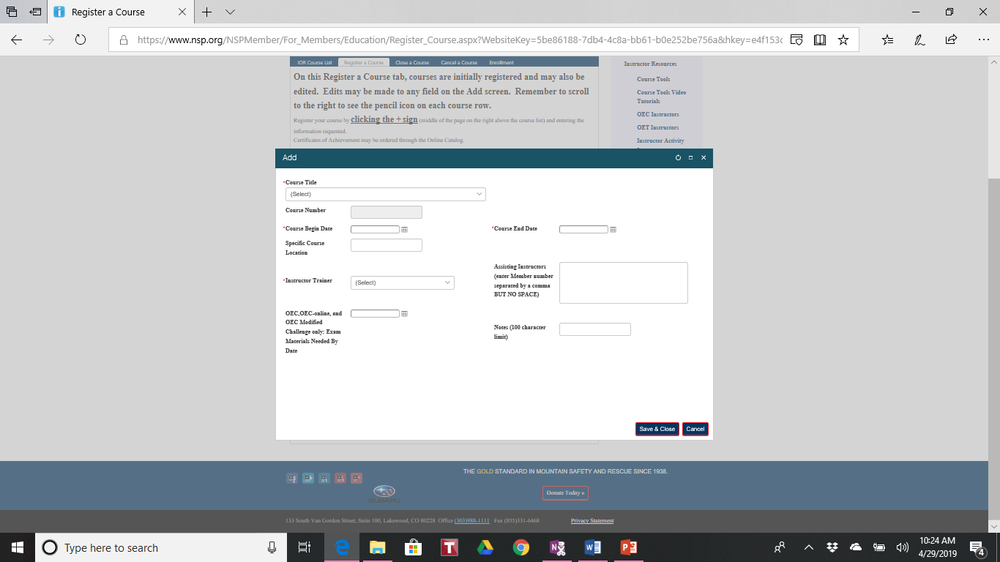 Register a Course
https://www.nsp.org/NSPMember/For_Members/Education/Register_Course.aspx?WebsiteKey=5be86188-7db4-4c8a-bb61-b0e252be756a&hkey=e4f153c
IOR Course List Register a Course Close a Course Cancel a Course Enrollment
On this Register a Course tab, courses are initially registered and may also be
edited. Edits may be made to any field on the Add screen. Remember to scroll
to the right to see the pencil icon on each course row.
Register your course by clicking the + sign (middle of the page on the right above the course list) and entering the
information requested.
Certificates of Achievement may be ordered through the Online Catalog.
Instructor Resources
Course Tools
Course Tools Video
Tutorials
OEC Instructors
OET Instructors
Instructor Activity
Add
*Course Title
(Select)
Course Number
*Course Begin Date
*Course End Date
Specific Course
Location
Assisting Instructors
(enter Member number
separated by a comma
BUT NO SPACE)
*Instructor Trainer
(Select)
OEC,OEC-online, and
OEC Modified
Challenge only: Exam
Materials Needed By
Date
Notes (100 character
limit)
Save & Close
Cancel
THE GOLD STANDARD IN MOUNTAIN SAFETY AND RESCUE SINCE 1938.
SUBARU
Donate Today »
133 South Van Gordon Street, Suite 100, Lakewood, CO 80228 Office (303)988-1111 Fax (855)331-6468
Privacy Statement
Type here to search
10:24 AM
4/29/2019
4